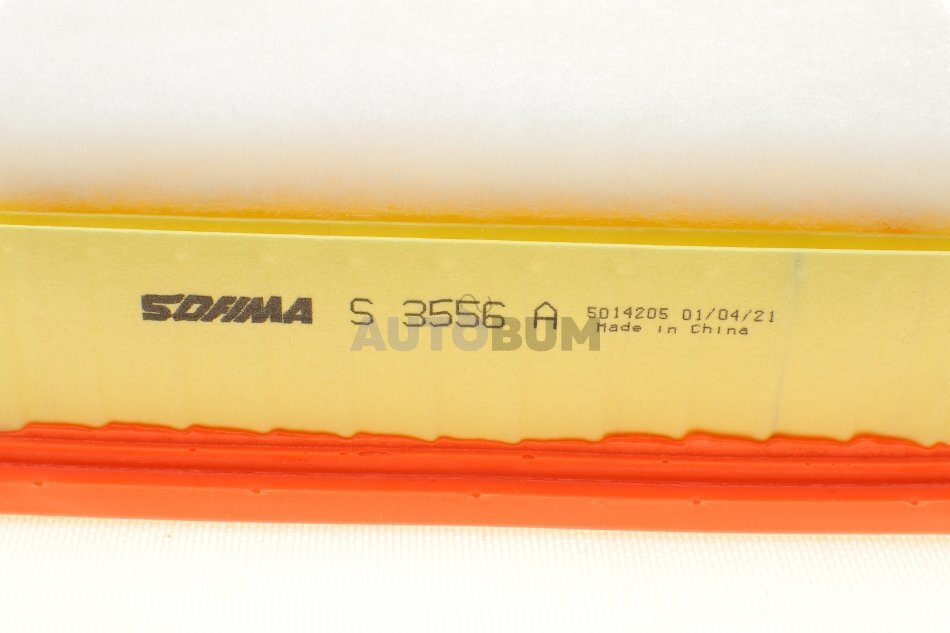 SOFIMA S 3556 A 5014205 01/04/21
Made in China
AUTOBUM